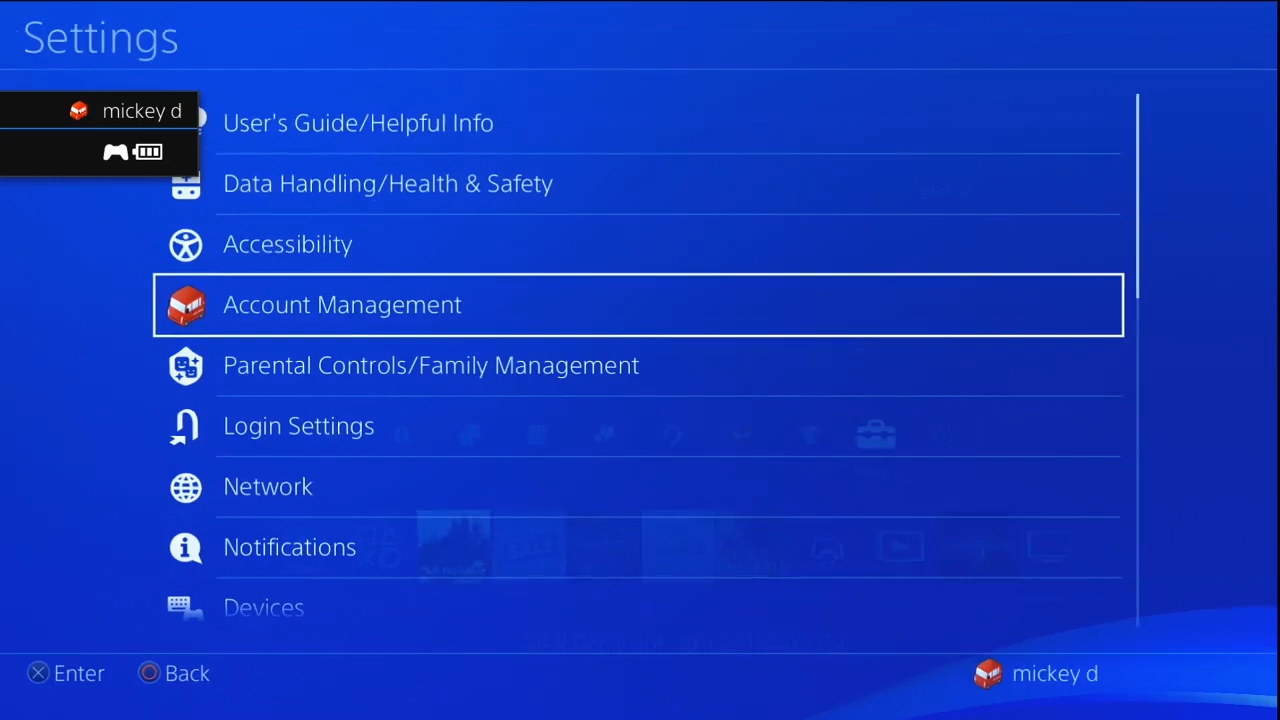 Settings
mickey d
User's Guide/Helpful Info
Data Handling/Health & Safety
Accessibility
Account Management
Parental Controls/Family Management
Login Settings
Network
Notifications
Devices
Enter
Back
mickey d